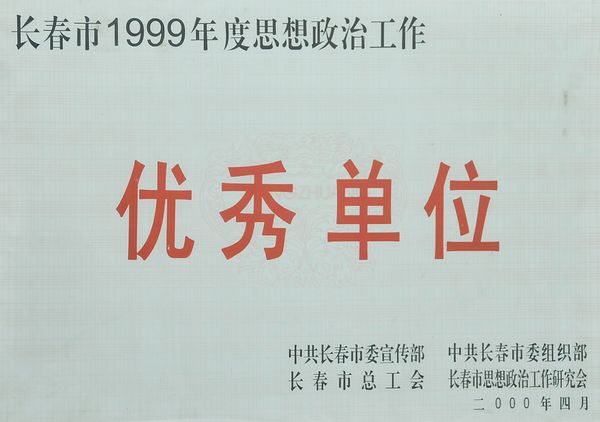 长春市1999年度思想政治工作
优秀单位
中共长春市委宣传部 中共长春市委组织部
长春市总工会 长春市思想政治工作研究会
二000年四月